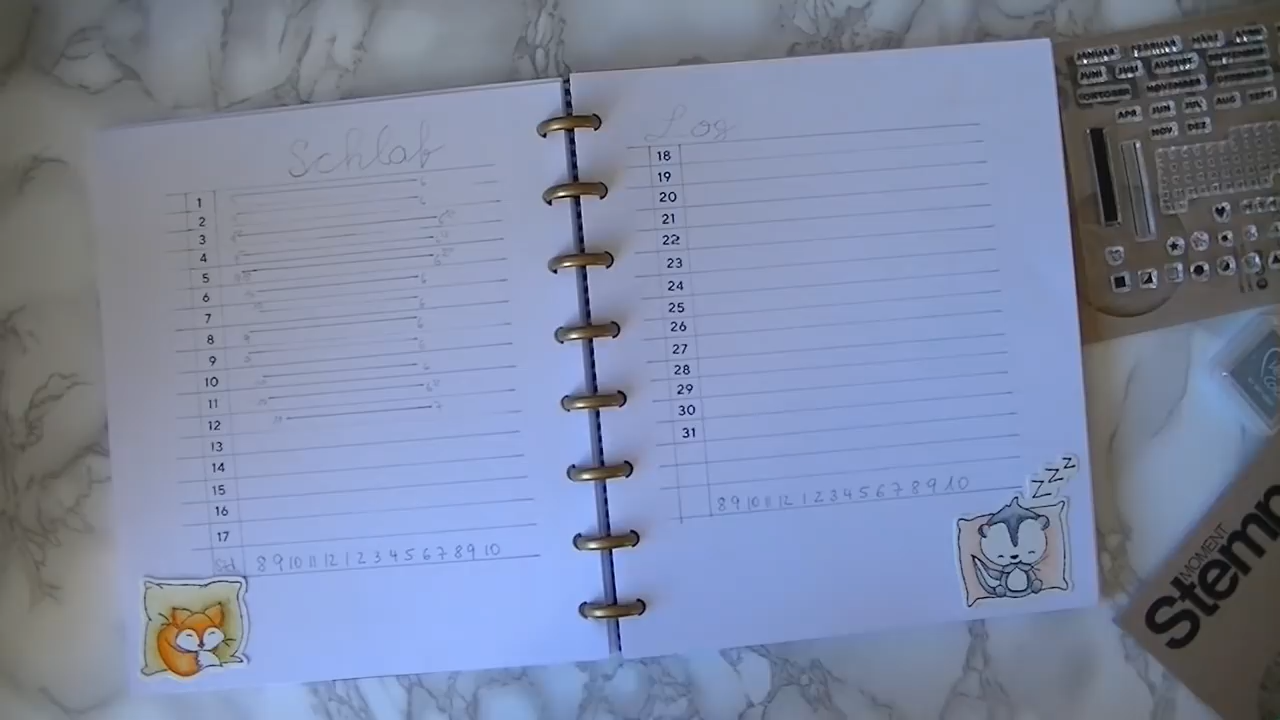 Schlaf
1
2
3
4
5
6
7
8
9
10
11
12
13
14
15
16
17
Std 8 9 10 11 12 1 2 3 4 5 6 7 8 9 10
Log
18
19
20
21
22
23
24
25
26
27
28
29
30
31
8 9 10 11 12 1 2 3 4 5 6 7 8 9 10
ZZZ
JANUAR FEBRUAR MÄRZ APRIL
JUNI JULI AUGUST
OKTOBER NOVEMBER DEZEMBER
APR JUN JUL AUG SEPT
NOV DEZ
MOMENT
Stemp